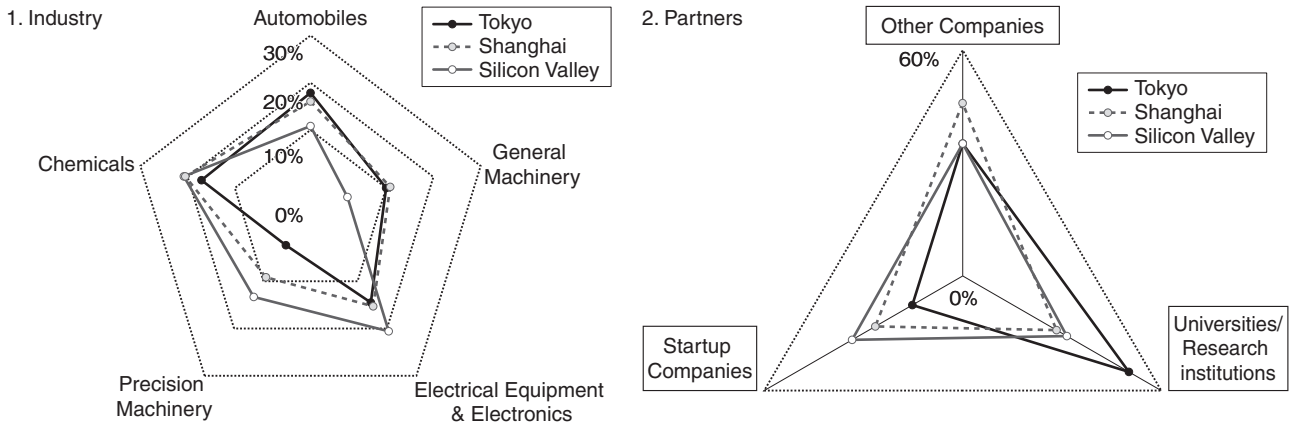 1. Industry
Automobiles
Tokyo
Shanghai
Silicon Valley
30%
20%
10%
0%
Chemicals
General
Machinery
Precision
Machinery
Electrical Equipment
& Electronics
2. Partners
Other Companies
60%
Tokyo
Shanghai
Silicon Valley
0%
Startup
Companies
Universities/
Research
institutions